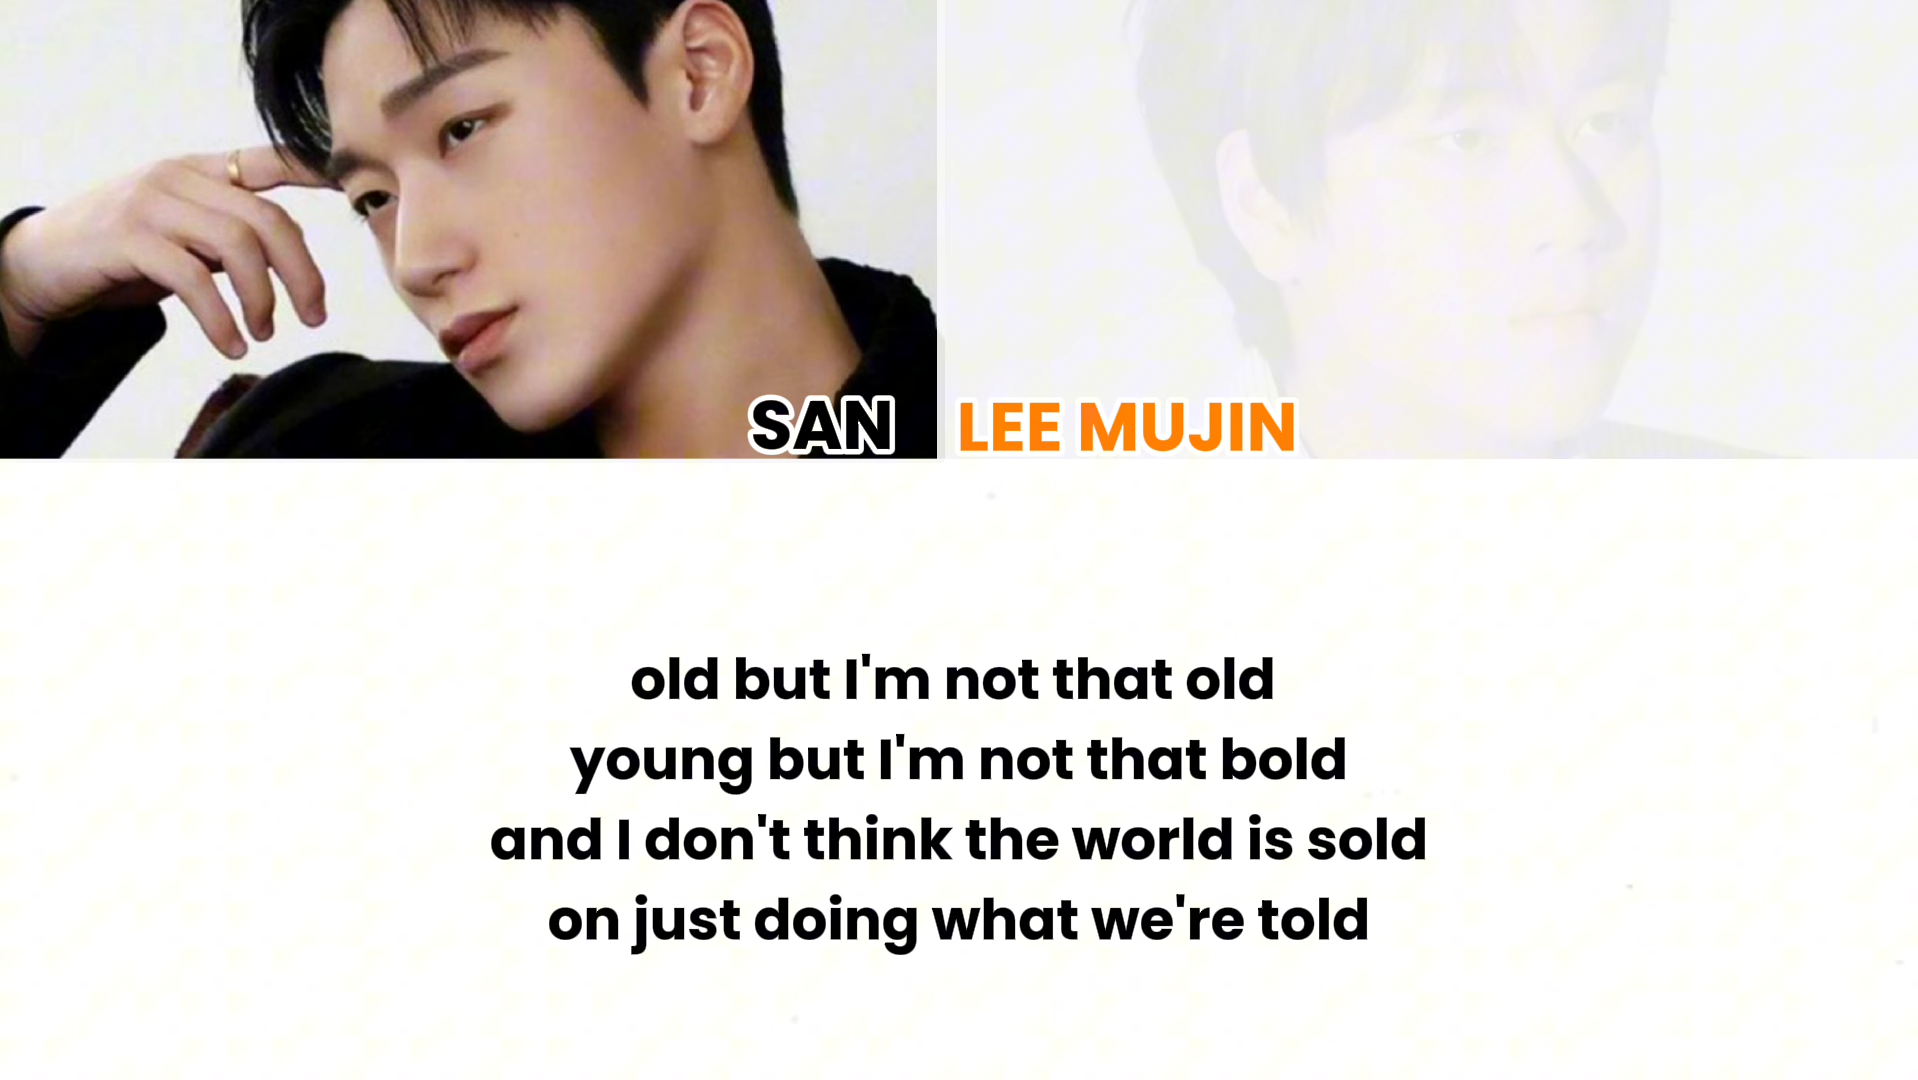 SAN
LEE MUJIN
old but I'm not that old
young but I'm not that bold
and I don't think the world is sold
on just doing what we're told